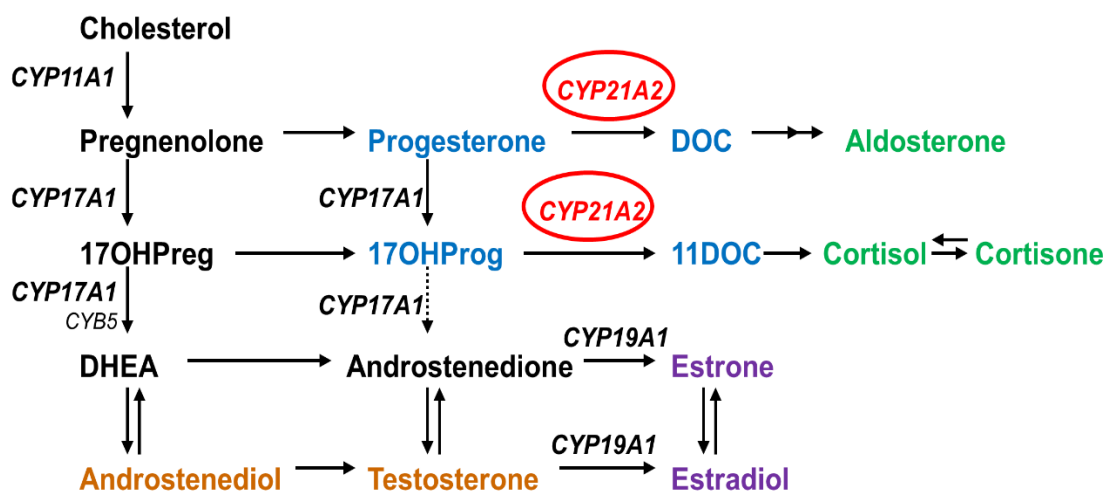 Cholesterol
CYP11A1
CYP21A2
Pregnenolone Progesterone DOC Aldosterone
CYP17A1 CYP17A1
CYP21A2
17OHPreg 17OHProg 11DOC Cortisol Cortisone
CYP17A1 CYP17A1
CYB5
CYP19A1
DHEA Androstenedione Estrone
CYP19A1
Androstenediol Testosterone Estradiol